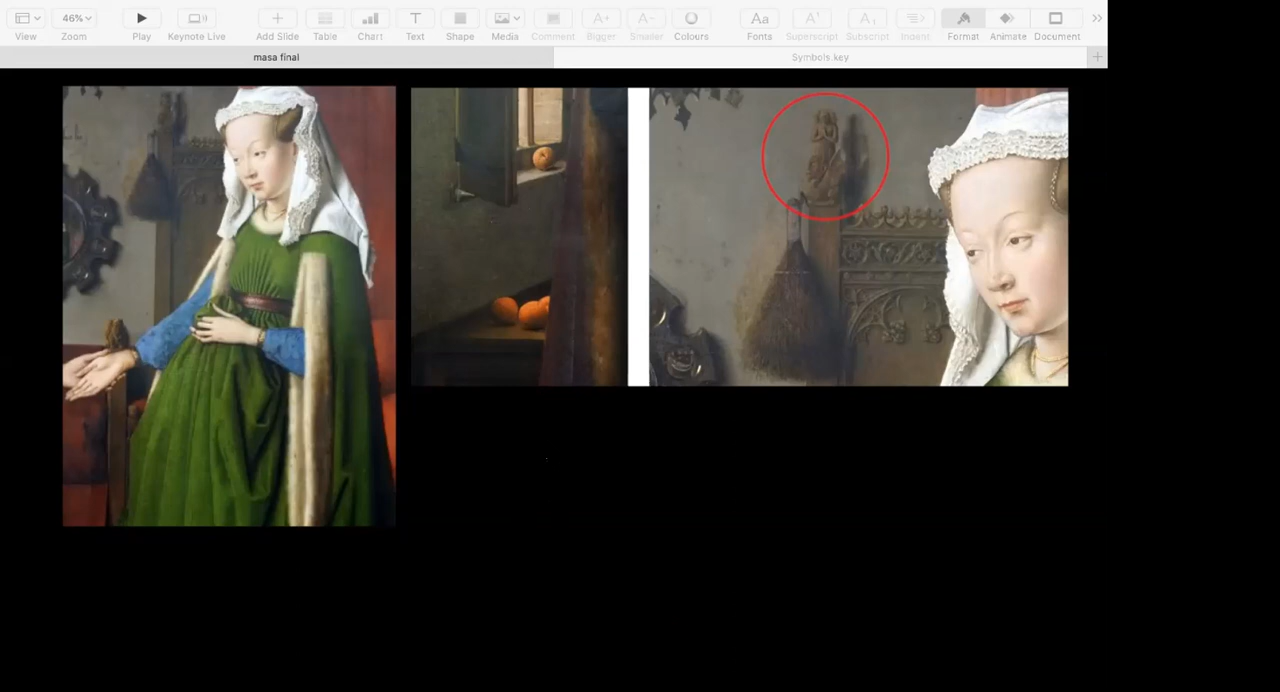 46%
View
Zoom
Play
Keynote Live
Add Slide
Table
Chart
Text
Shape
Media
Comment
Bigger
Smaller
Colours
Fonts
Superscript
Subscript
Indent
Format
Animate
Document
masa final
Symbols.key